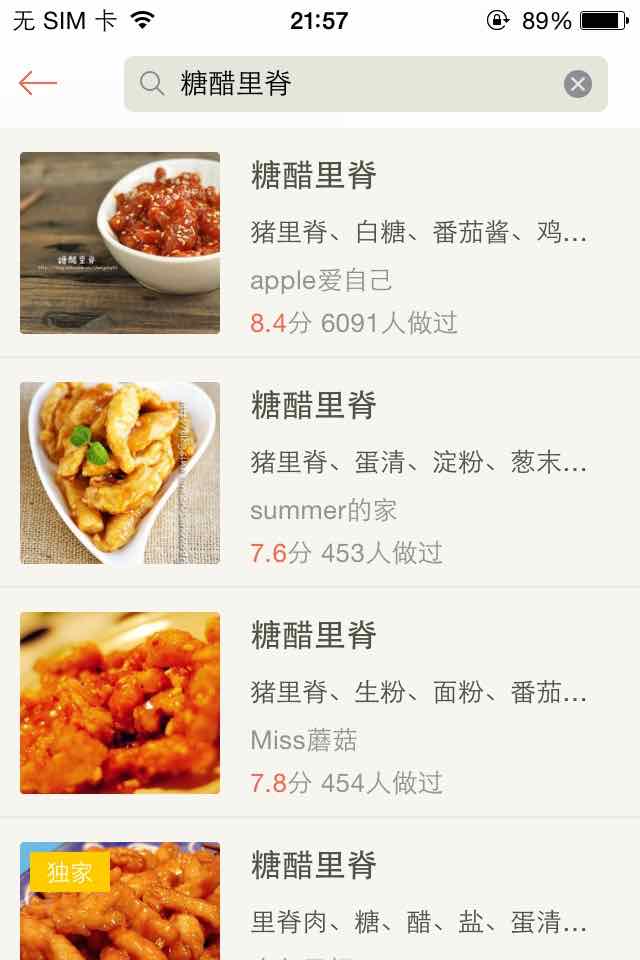 无 SIM 卡
21:57
89%
糖醋里脊
糖醋里脊
糖醋里脊
猪里脊、白糖、番茄酱、鸡...
apple爱自己
8.4分 6091人做过
糖醋里脊
猪里脊、蛋清、淀粉、葱末...
summer的家
7.6分 453人做过
糖醋里脊
猪里脊、生粉、面粉、番茄...
Miss蘑菇
7.8分 454人做过
独家
糖醋里脊
里脊肉、糖、醋、盐、蛋清...